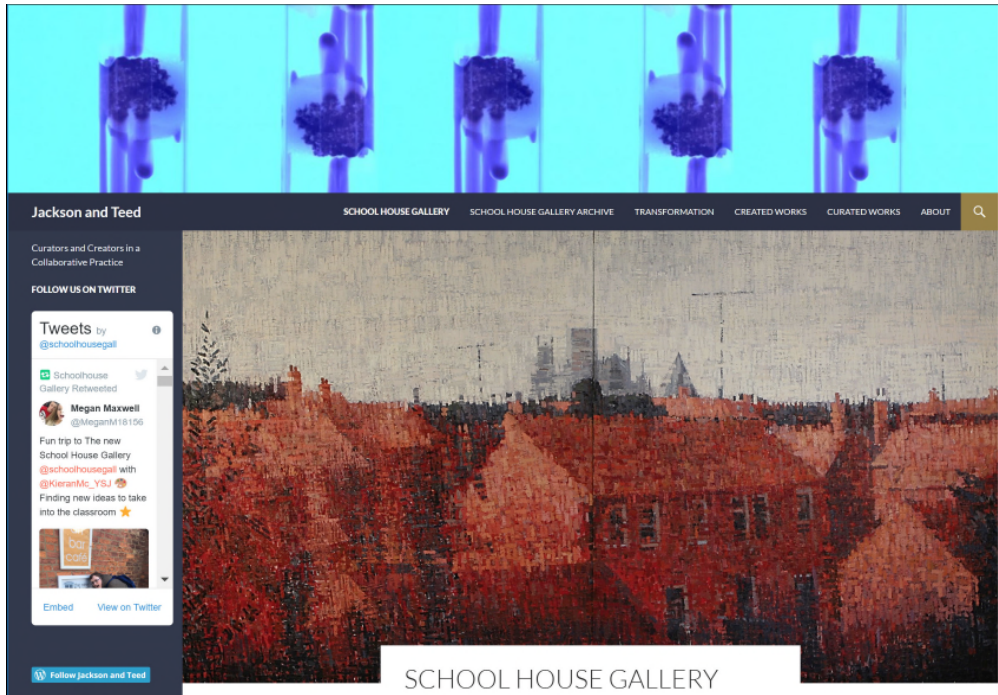 Jackson and Teed
SCHOOL HOUSE GALLERY
SCHOOL HOUSE GALLERY ARCHIVE
TRANSFORMATION
CREATED WORKS
CURATED WORKS
ABOUT
Curators and Creators in a
Collaborative Practice
FOLLOW US ON TWITTER
Tweets by
@schoolhousegall
Schoolhouse
Gallery Retweeted
Megan Maxwell
@MeganM18156
Fun trip to The new
School House Gallery
@schoolhousegall with
@KieranMc_YSJ
Finding new ideas to take
into the classroom
bar
café
Embed
View on Twitter
Follow Jackson and Teed
SCHOOL HOUSE GALLERY